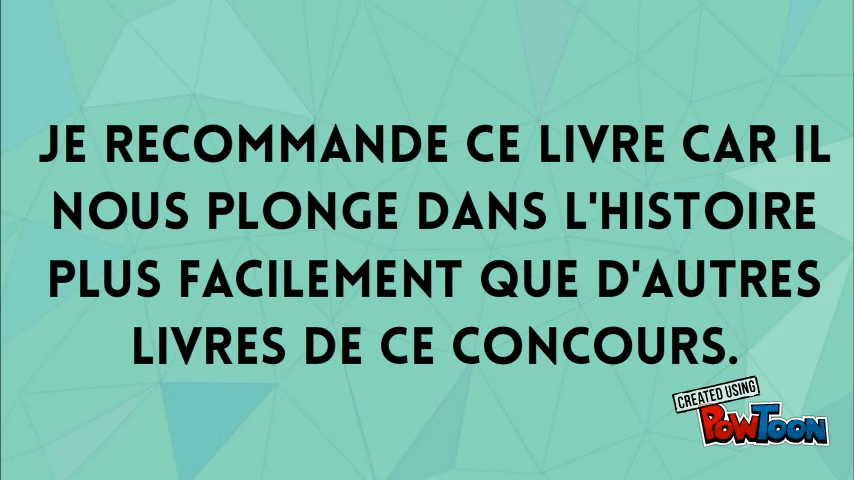 JE RECOMMANDE CE LIVRE CAR IL
NOUS PLONGE DANS L'HISTOIRE
PLUS FACILEMENT QUE D'AUTRES
LIVRES DE CE CONCOURS.
CREATED USING
POWTOON